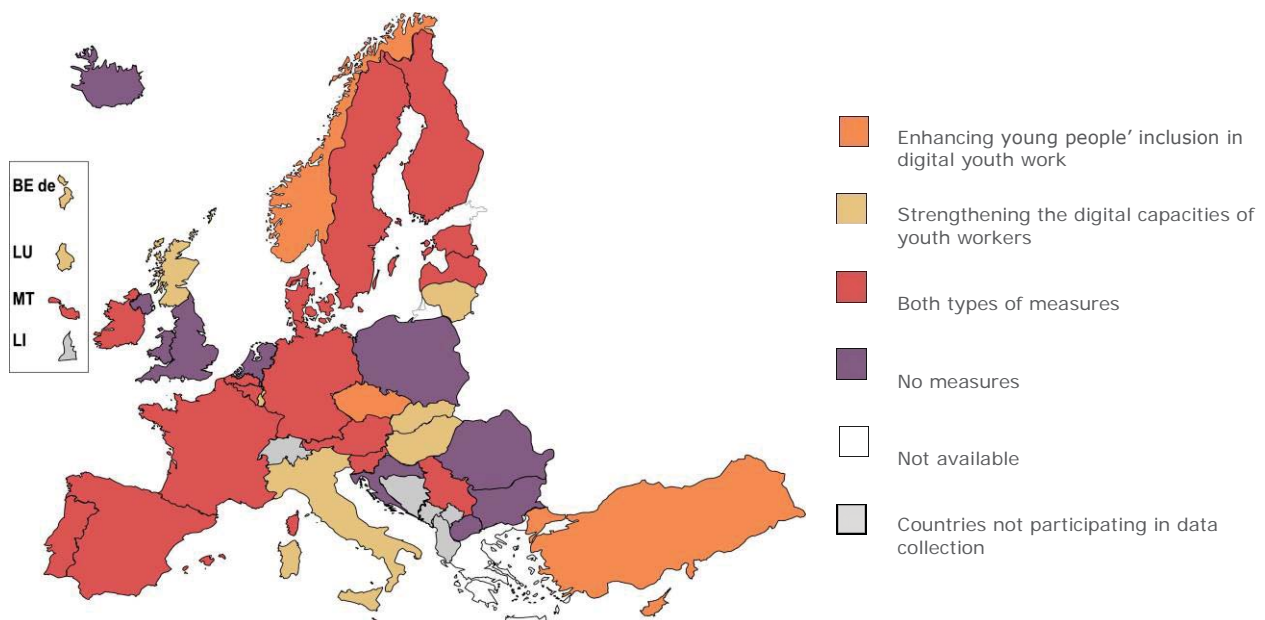 BE de
LU
MT
LI
Enhancing young people’ inclusion in
digital youth work
Strengthening the digital capacities of
youth workers
Both types of measures
No measures
Not available
Countries not participating in data
collection